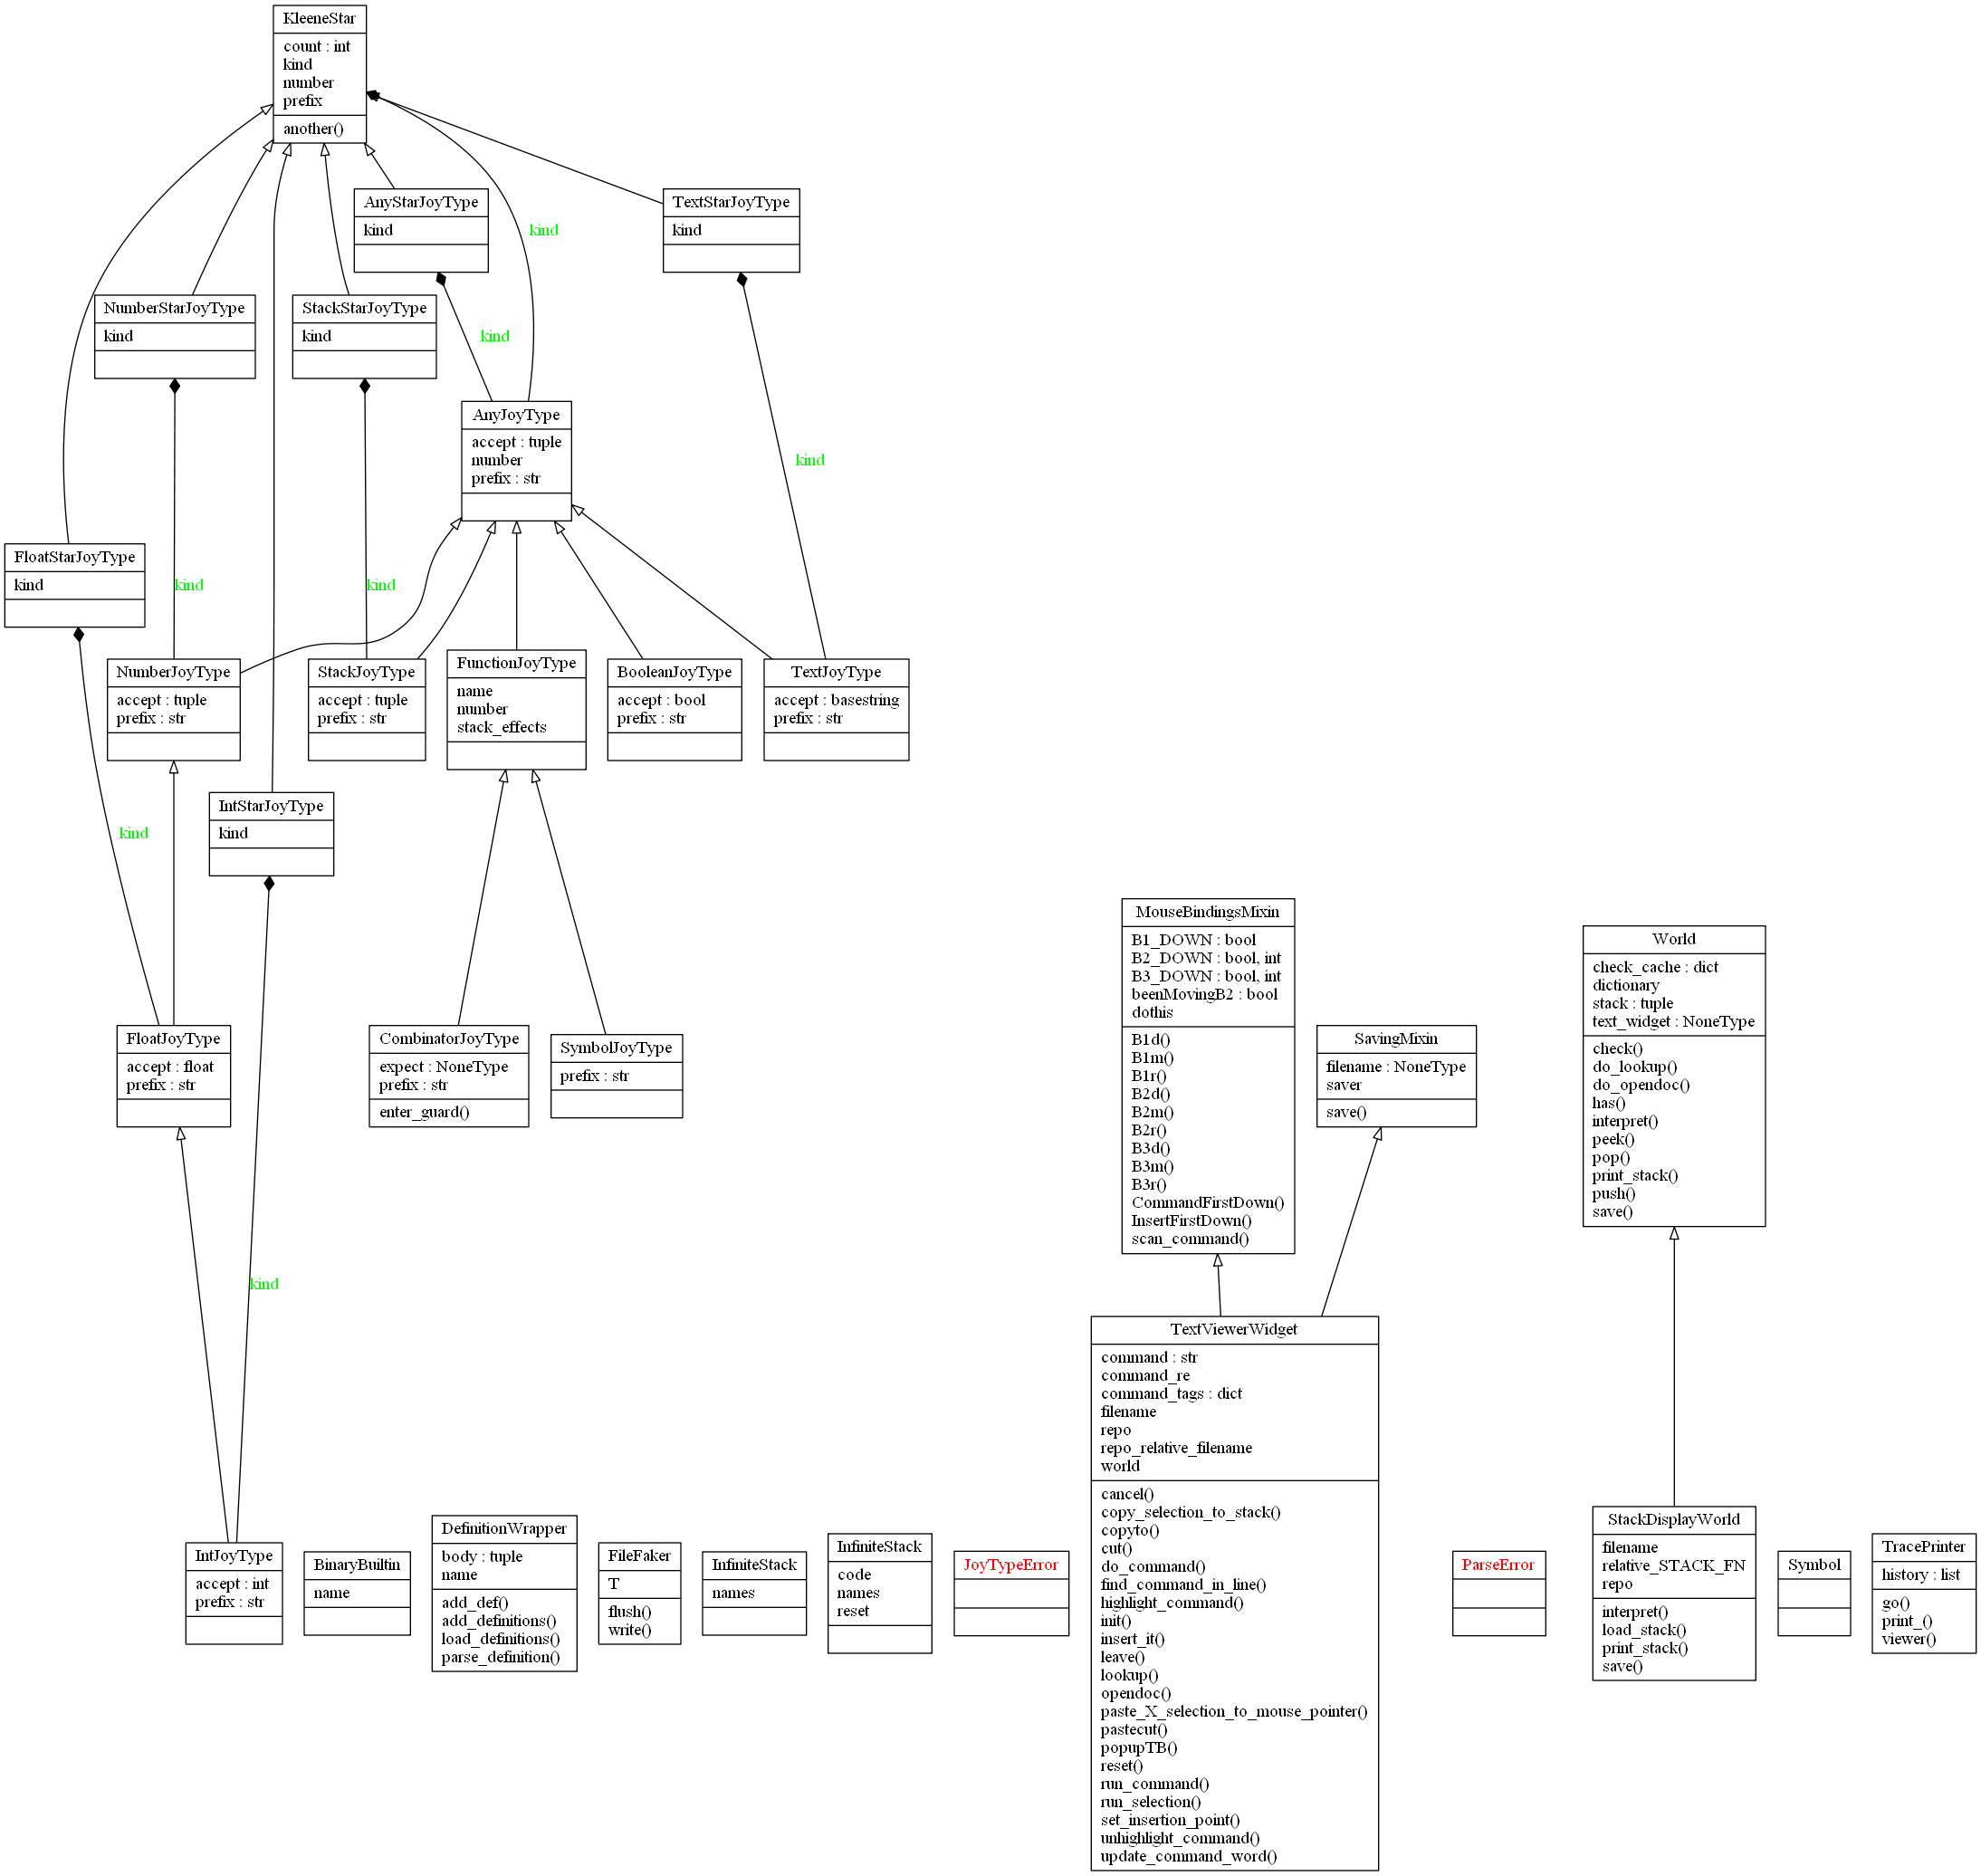 KleeneStar
count : int
kind
number
prefix
another()
AnyStarJoyType
kind
TextStarJoyType
kind
kind
NumberStarJoyType
kind
StackStarJoyType
kind
kind
AnyJoyType
accept : tuple
number
prefix : str
kind
FloatStarJoyType
kind
kind
kind
NumberJoyType
accept : tuple
prefix : str
StackJoyType
accept : tuple
prefix : str
FunctionJoyType
name
number
stack_effects
BooleanJoyType
accept : bool
prefix : str
TextJoyType
accept : basestring
prefix : str
IntStarJoyType
kind
kind
MouseBindingsMixin
B1_DOWN : bool
B2_DOWN : bool, int
B3_DOWN : bool, int
beenMovingB2 : bool
dothis
B1d()
B1m()
B1r()
B2d()
B2m()
B2r()
B3d()
B3m()
B3r()
CommandFirstDown()
InsertFirstDown()
scan_command()
World
check_cache : dict
dictionary
stack : tuple
text_widget : NoneType
check()
do_lookup()
do_opendoc()
has()
interpret()
peek()
pop()
print_stack()
push()
save()
FloatJoyType
accept : float
prefix : str
CombinatorJoyType
expect : NoneType
prefix : str
enter_guard()
SymbolJoyType
prefix : str
SavingMixin
filename : NoneType
saver
save()
kind
TextViewerWidget
command : str
command_re
command_tags : dict
filename
repo
repo_relative_filename
world
cancel()
copy_selection_to_stack()
copyto()
cut()
do_command()
find_command_in_line()
highlight_command()
init()
insert_it()
leave()
lookup()
opendoc()
paste_X_selection_to_mouse_pointer()
pastecut()
popupTB()
reset()
run_command()
run_selection()
set_insertion_point()
unhighlight_command()
update_command_word()
IntJoyType
accept : int
prefix : str
BinaryBuiltin
name
DefinitionWrapper
body : tuple
name
add_def()
add_definitions()
load_definitions()
parse_definition()
FileFaker
T
flush()
write()
InfiniteStack
names
InfiniteStack
code
names
reset
JoyTypeError
ParseError
StackDisplayWorld
filename
relative_STACK_FN
repo
interpret()
load_stack()
print_stack()
save()
Symbol
TracePrinter
history : list
go()
print_()
viewer()